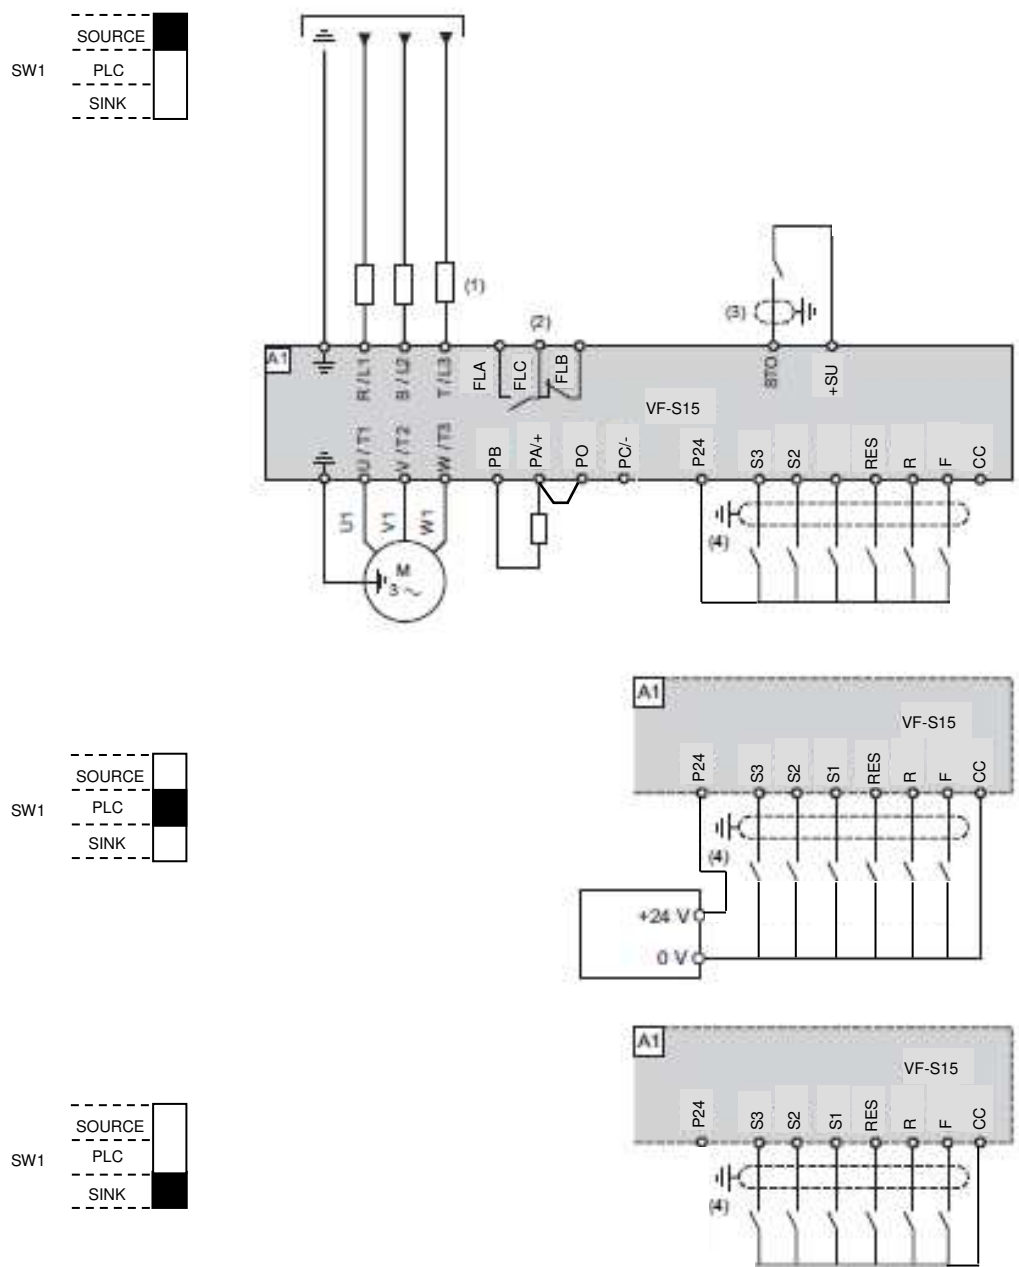 SOURCE
SW1
PLC
SINK
(1)
(2)
(3)
A1
R / L1
S / L2
T / L3
FLA
FLC
FLB
STO
+SU
VF-S15
U / T1
V / T2
W / T3
PB
PA/+
PO
PC/-
P24
S3
S2
RES
R
F
CC
U1
V1
W1
(4)
M
3 ~
A1
VF-S15
P24
S3
S2
S1
RES
R
F
CC
SOURCE
SW1
PLC
SINK
(4)
+24 V
0 V
A1
VF-S15
P24
S3
S2
S1
RES
R
F
CC
SOURCE
SW1
PLC
SINK
(4)